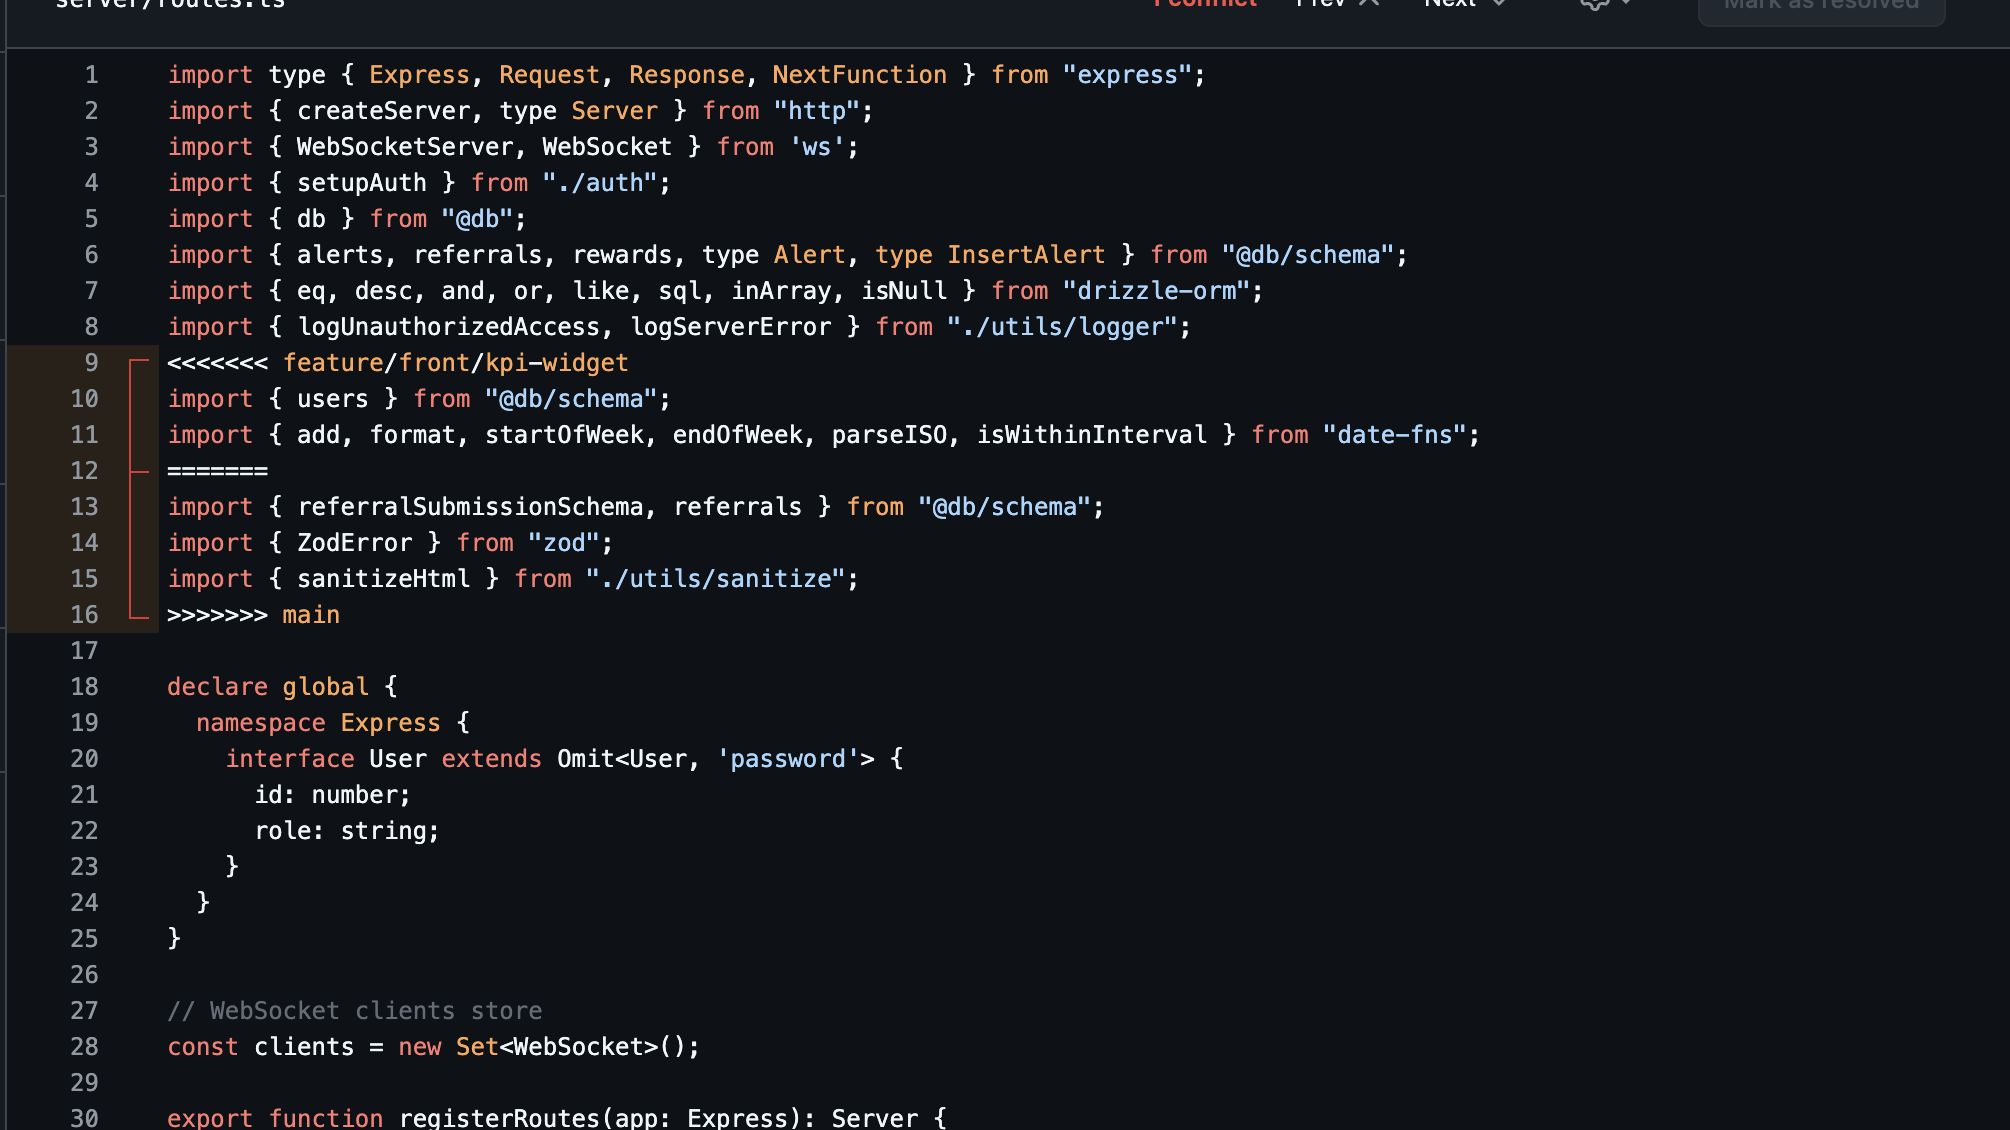 server/routes.ts 1 conflict Prev Next Mark as resolved
1 import type { Express, Request, Response, NextFunction } from "express";
2 import { createServer, type Server } from "http";
3 import { WebSocketServer, WebSocket } from 'ws';
4 import { setupAuth } from "./auth";
5 import { db } from "@db";
6 import { alerts, referrals, rewards, type Alert, type InsertAlert } from "@db/schema";
7 import { eq, desc, and, or, like, sql, inArray, isNull } from "drizzle-orm";
8 import { logUnauthorizedAccess, logServerError } from "./utils/logger";
9 <<<<<<< feature/front/kpi-widget
10 import { users } from "@db/schema";
11 import { add, format, startOfWeek, endOfWeek, parseISO, isWithinInterval } from "date-fns";
12 =======
13 import { referralSubmissionSchema, referrals } from "@db/schema";
14 import { ZodError } from "zod";
15 import { sanitizeHtml } from "./utils/sanitize";
16 >>>>>>> main
17
18 declare global {
19   namespace Express {
20     interface User extends Omit<User, 'password'> {
21       id: number;
22       role: string;
23     }
24   }
25 }
26
27 // WebSocket clients store
28 const clients = new Set<WebSocket>();
29
30 export function registerRoutes(app: Express): Server {